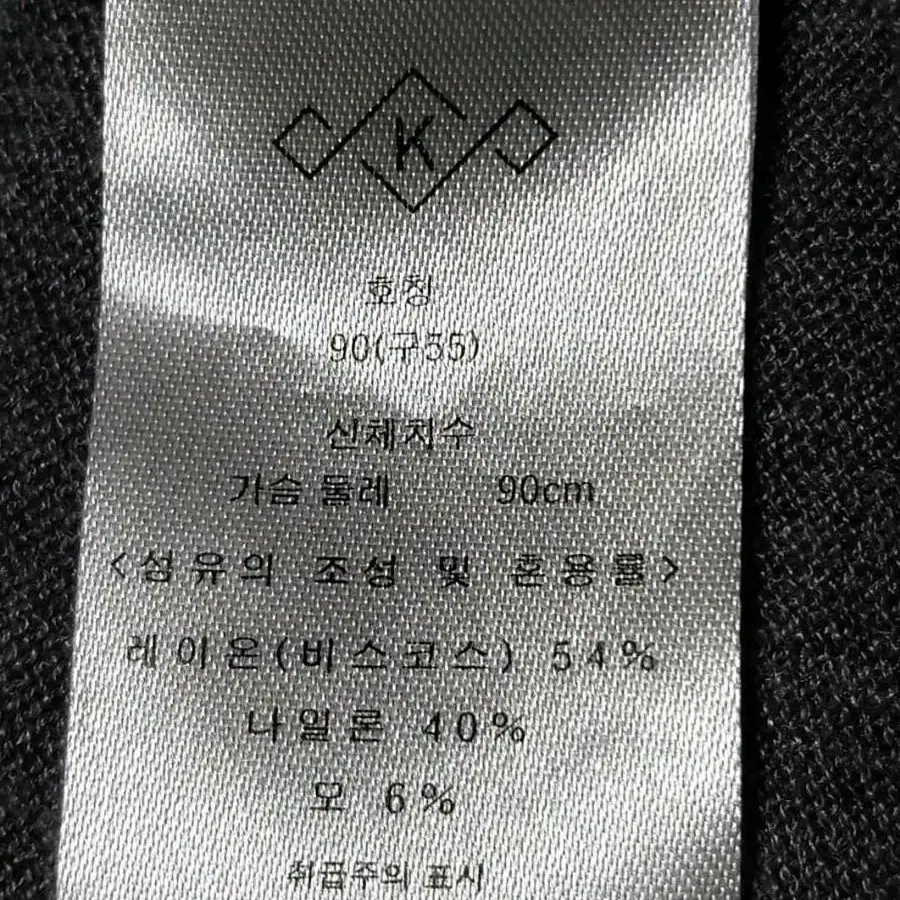 K
호칭
90(구55)
신체치수
가슴 둘레 90cm
<섬유의 조성 및 혼용률>
레이온(비스코스) 54%
나일론 40%
모 6%
취급주의 표시